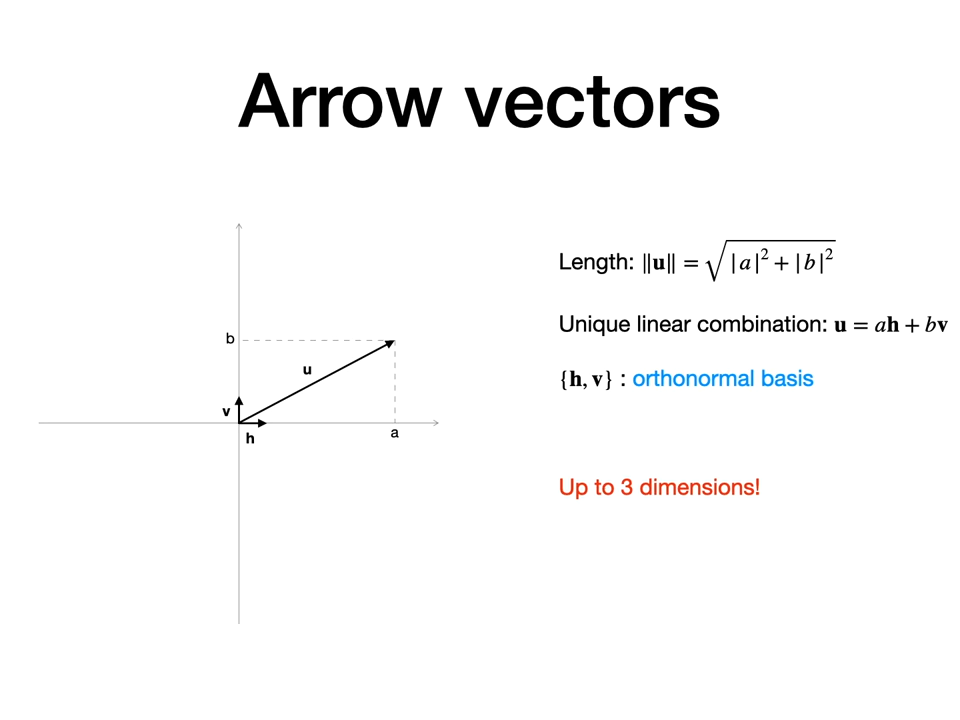 Arrow vectors
b
u
v
h
a
Length: ‖u‖ = √(|a|² + |b|²)
Unique linear combination: u = ah + bv
{h, v} : orthonormal basis
Up to 3 dimensions!